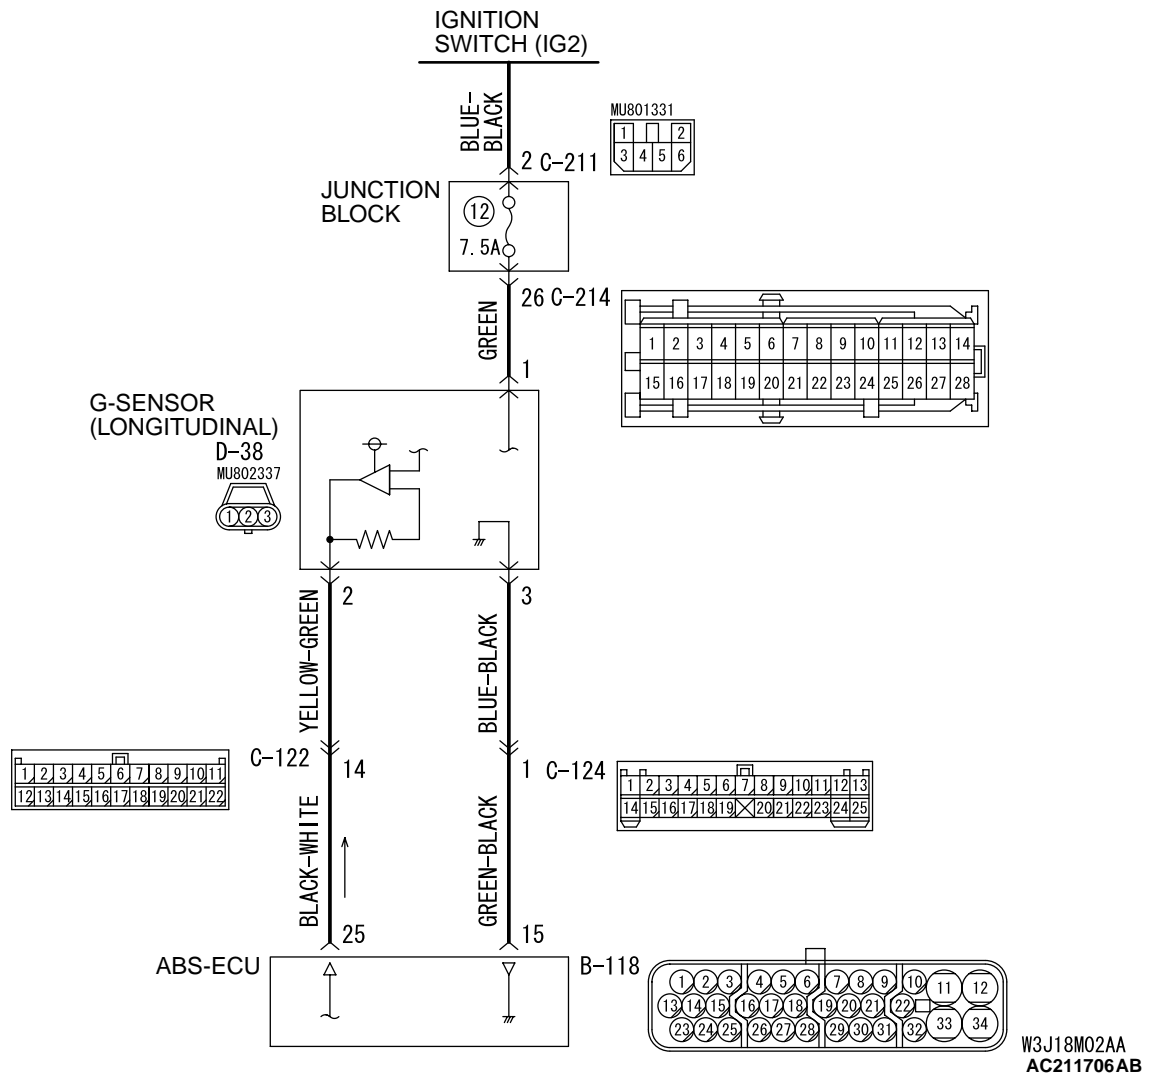 IGNITION
SWITCH (IG2)
BLUE-
BLACK
MU801331
1 2
3 4 5 6
2 C-211
JUNCTION
BLOCK
12
7.5A
26 C-214
GREEN
1
1 2 3 4 5 6 7 8 9 10 11 12 13 14
15 16 17 18 19 20 21 22 23 24 25 26 27 28
G-SENSOR
(LONGITUDINAL)
D-38
MU802337
1 2 3
2
3
YELLOW-GREEN
BLUE-BLACK
C-122
14
1 C-124
1 2 3 4 5 6 7 8 9 10 11
12 13 14 15 16 17 18 19 20 21 22
1 2 3 4 5 6 7 8 9 10 11 12 13
14 15 16 17 18 19 20 21 22 23 24 25
BLACK-WHITE
GREEN-BLACK
25
15
ABS-ECU
B-118
1 2 3 4 5 6 7 8 9 10 11 12
13 14 15 16 17 18 19 20 21 22
23 24 25 26 27 28 29 30 31 32 33 34
W3J18M02AA
AC211706AB